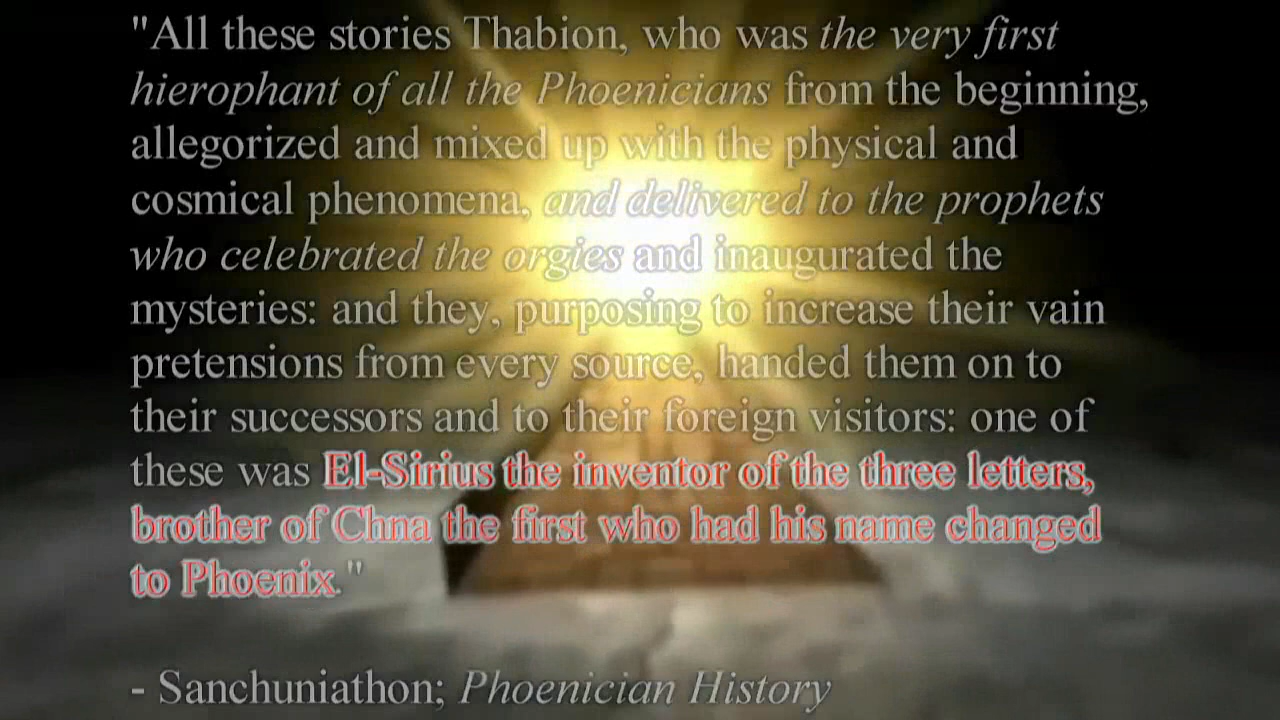 "All these stories Thabion, who was the very first
hierophant of all the Phoenicians from the beginning,
allegorized and mixed up with the physical and
cosmical phenomena, and delivered to the prophets
who celebrated the orgies and inaugurated the
mysteries: and they, purposing to increase their vain
pretensions from every source, handed them on to
their successors and to their foreign visitors: one of
these was El-Sirius the inventor of the three letters,
brother of Chna the first who had his name changed
to Phoenix."
- Sanchuniathon; Phoenician History